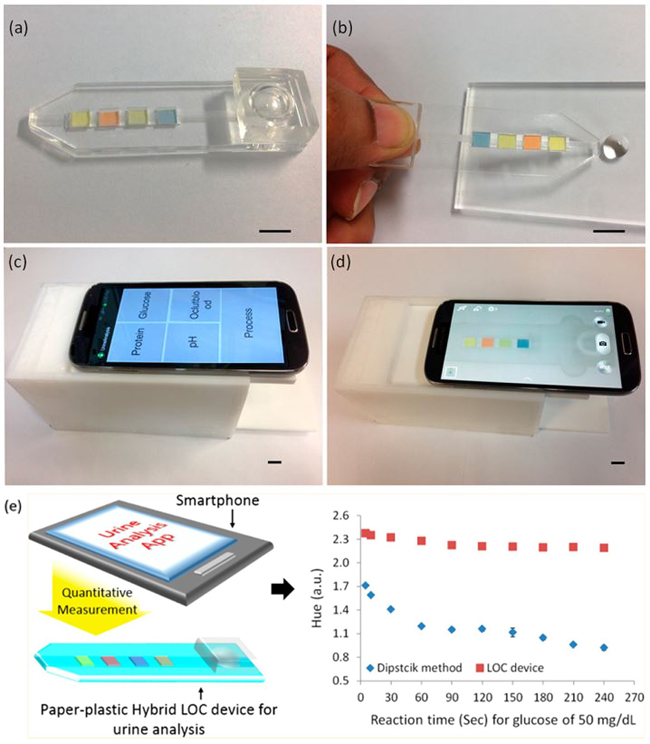 (a)
(b)
(c)
Glucose
Ocultblo
od
Protein
pH
Process
(d)
(e)
Smartphone
Urine
Analysis
App
Quantitative
Measurement
Paper-plastic Hybrid LOC device for
urine analysis
Hue (a.u.)
2.6
2.3
2.0
1.7
1.4
1.1
0.8
0.5
Dipstcik method
LOC device
0 30 60 90 120 150 180 210 240 270
Reaction time (Sec) for glucose of 50 mg/dL